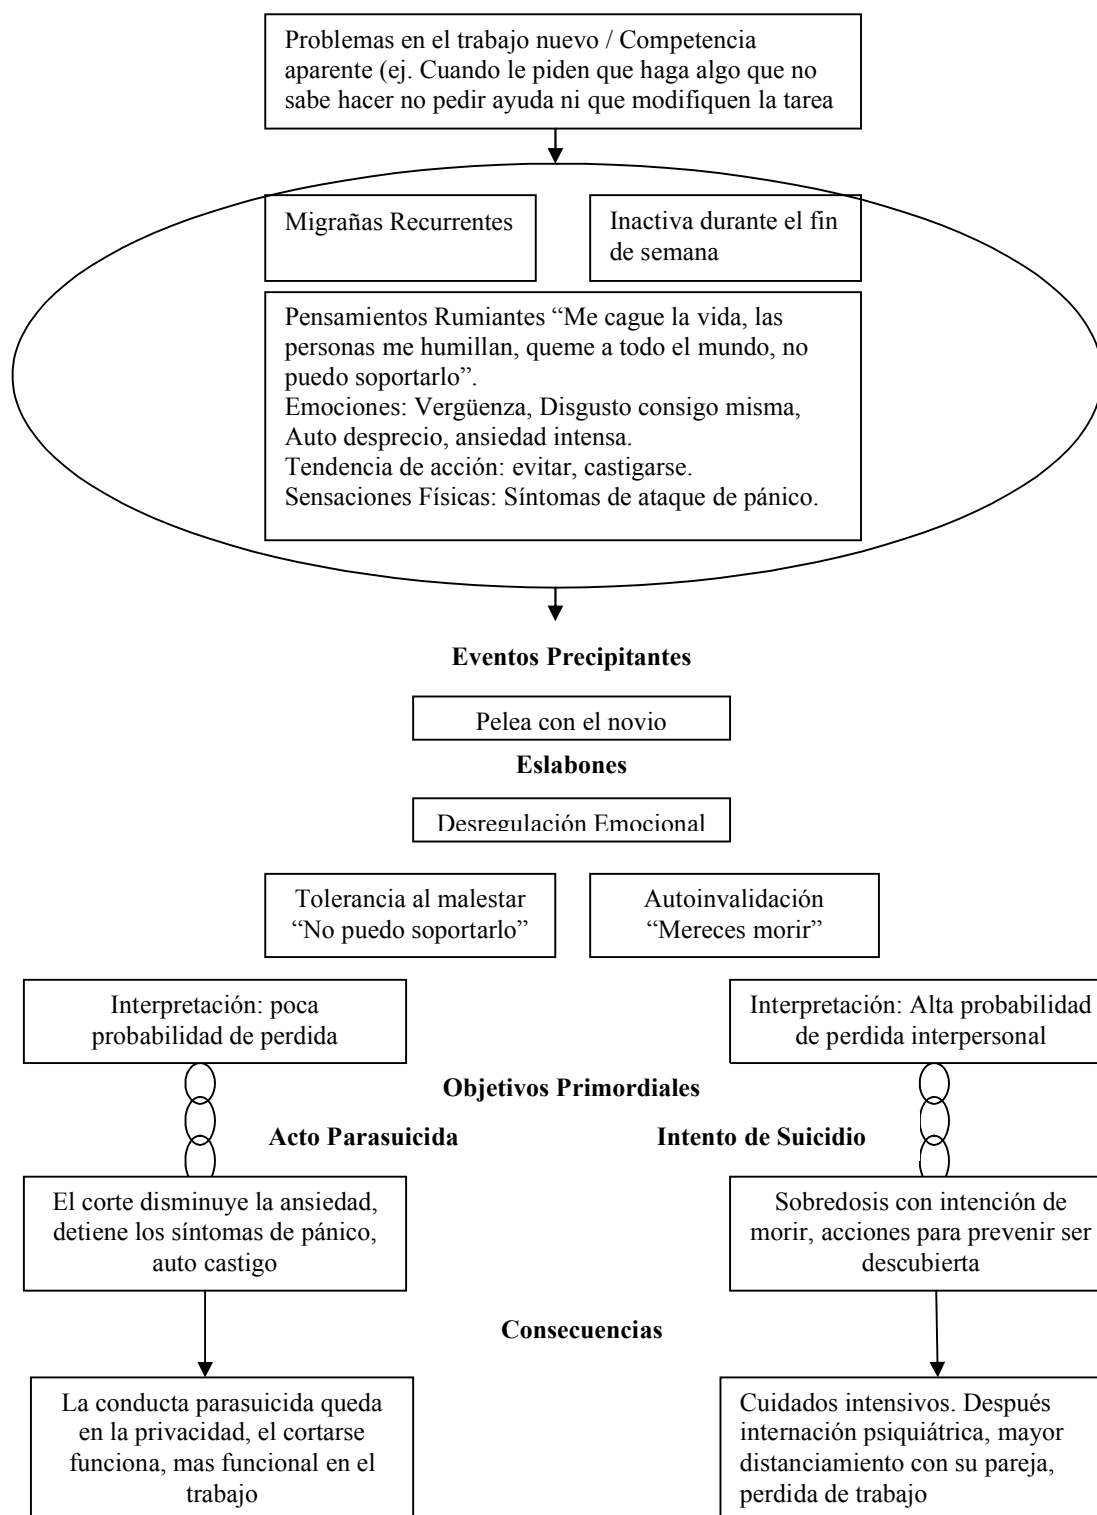 Problemas en el trabajo nuevo / Competencia
aparente (ej. Cuando le piden que haga algo que no
sabe hacer no pedir ayuda ni que modifiquen la tarea
Migrañas Recurrentes
Inactiva durante el fin
de semana
Pensamientos Rumiantes “Me cague la vida, las
personas me humillan, queme a todo el mundo, no
puedo soportarlo”.
Emociones: Vergüenza, Disgusto consigo misma,
Auto desprecio, ansiedad intensa.
Tendencia de acción: evitar, castigarse.
Sensaciones Físicas: Síntomas de ataque de pánico.
Eventos Precipitantes
Pelea con el novio
Eslabones
Desregulación Emocional
Tolerancia al malestar
“No puedo soportarlo”
Autoinvalidación
“Mereces morir”
Interpretación: poca
probabilidad de perdida
Interpretación: Alta probabilidad
de perdida interpersonal
Objetivos Primordiales
Acto Parasuicida
Intento de Suicidio
El corte disminuye la ansiedad,
detiene los síntomas de pánico,
auto castigo
Sobredosis con intención de
morir, acciones para prevenir ser
descubierta
Consecuencias
La conducta parasuicida queda
en la privacidad, el cortarse
funciona, mas funcional en el
trabajo
Cuidados intensivos. Después
internación psiquiátrica, mayor
distanciamiento con su pareja,
perdida de trabajo